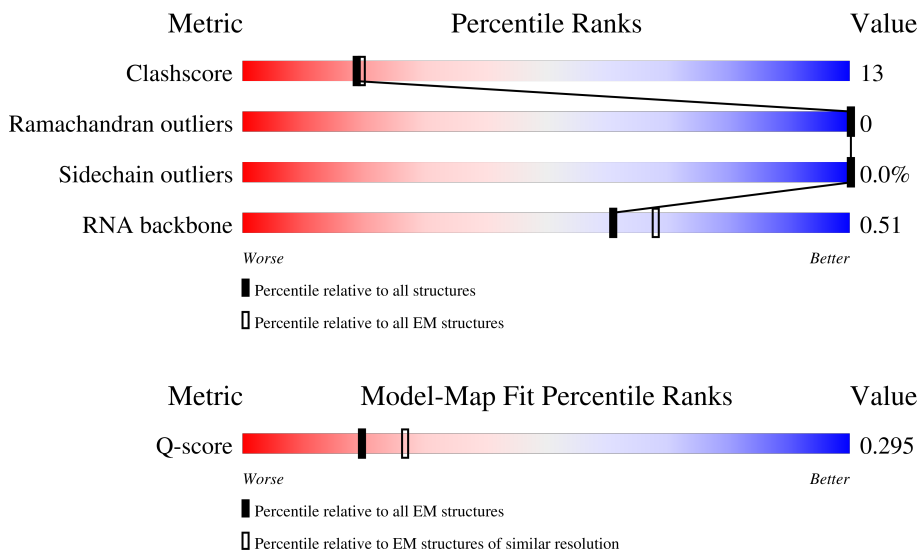 Metric Percentile Ranks Value
Clashscore 13
Ramachandran outliers 0
Sidechain outliers 0.0%
RNA backbone 0.51
Worse Better
Percentile relative to all structures
Percentile relative to all EM structures
Metric Model-Map Fit Percentile Ranks Value
Q-score 0.295
Worse Better
Percentile relative to all EM structures
Percentile relative to EM structures of similar resolution